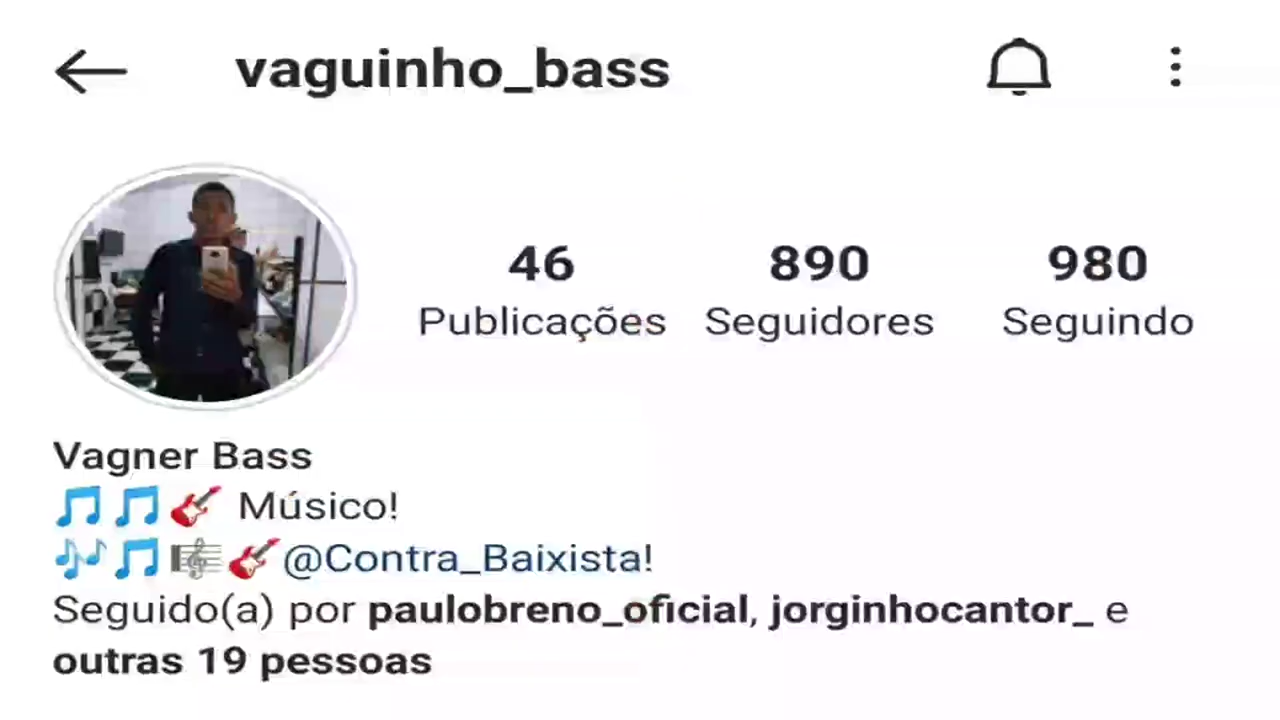 vaguinho_bass
46 890 980
Publicações Seguidores Seguindo
Vagner Bass
🎵🎵🎸 Músico!
🎶🎵🎼🎸@Contra_Baixista!
Seguido(a) por paulobreno_oficial, jorginhocantor_ e
outras 19 pessoas